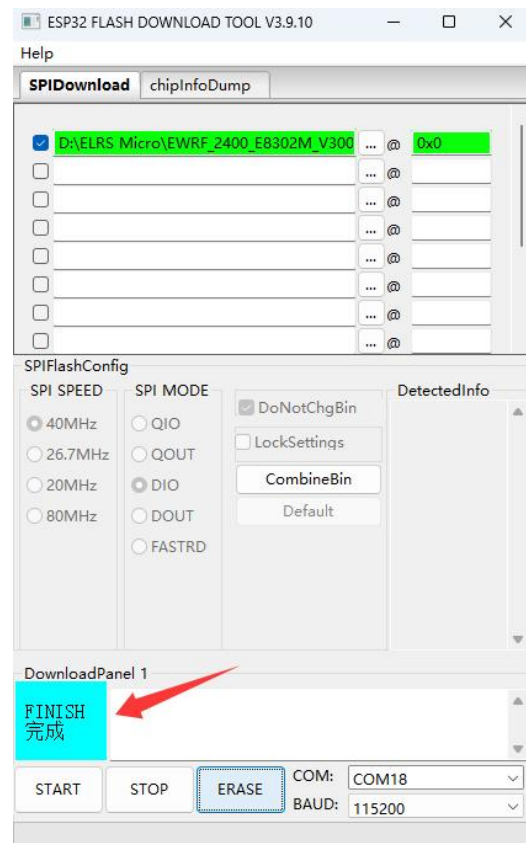 ESP32 FLASH DOWNLOAD TOOL V3.9.10
Help
SPIDownload chipInfoDump
D:\ELRS Micro\EWRF_2400_E8302M_V300 ... @ 0x0
... @
... @
... @
... @
... @
... @
... @
SPIFlashConfig
SPI SPEED SPI MODE DetectedInfo
DoNotChgBin
40MHz QIO
LockSettings
26.7MHz QOUT
CombineBin
20MHz DIO
Default
80MHz DOUT
FASTRD
DownloadPanel 1
FINISH
完成
START STOP ERASE COM: COM18
BAUD: 115200